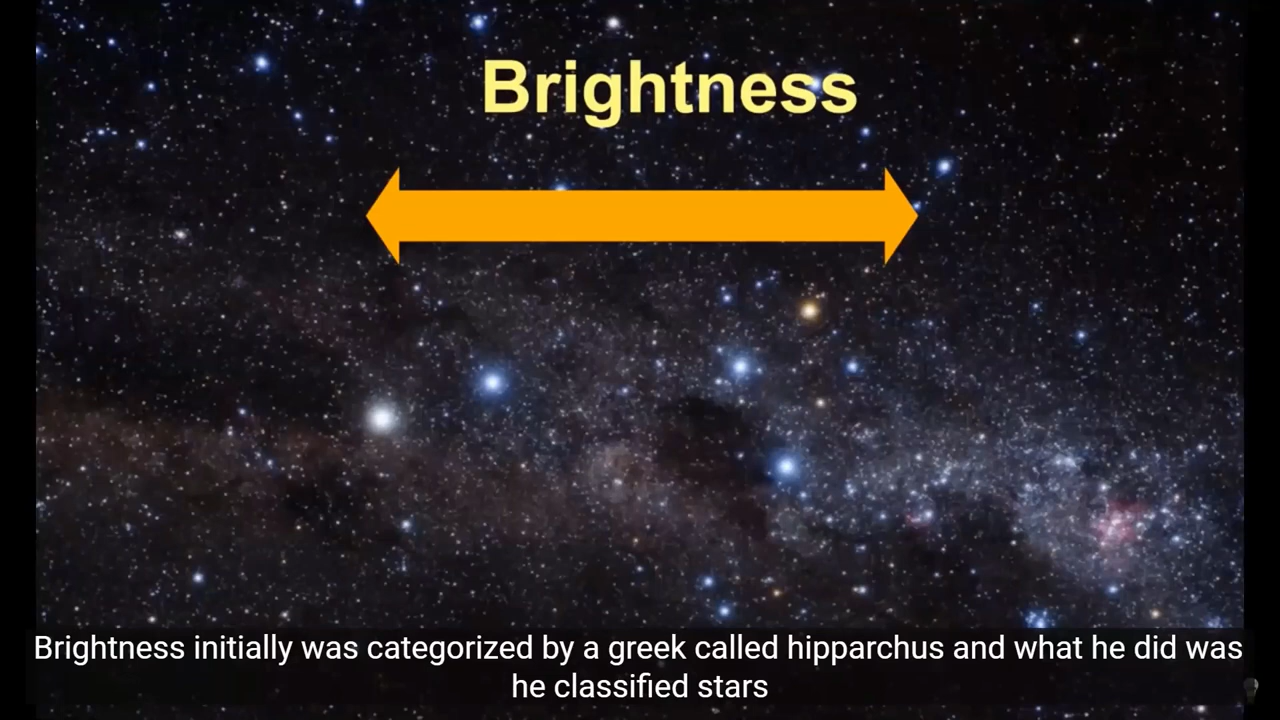 Brightness
Brightness initially was categorized by a greek called hipparchus and what he did was
he classified stars